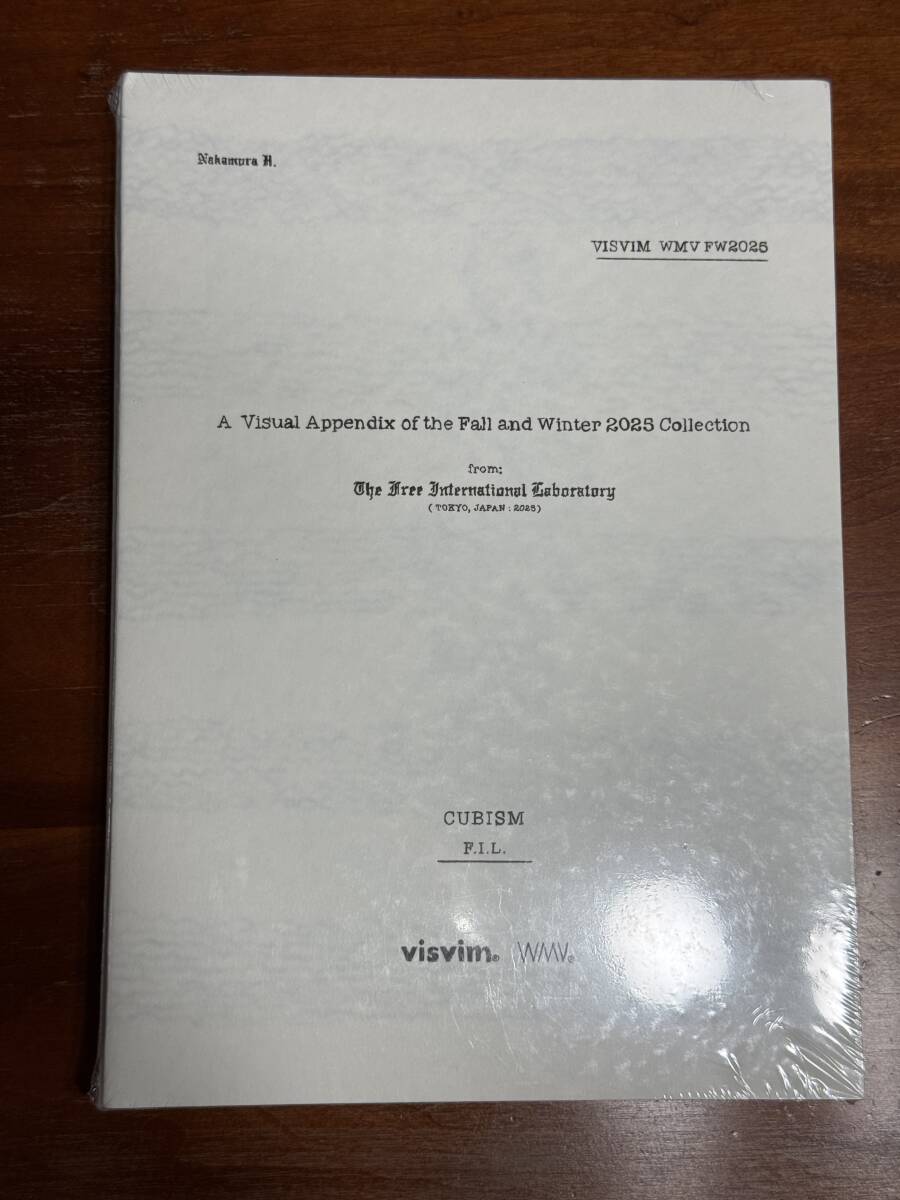 Nakamura H.
VISVIM WMV FW2025
A Visual Appendix of the Fall and Winter 2025 Collection
from:
The Free International Laboratory
(TOKYO, JAPAN : 2025)
CUBISM
F.I.L.
visvim® WMV®